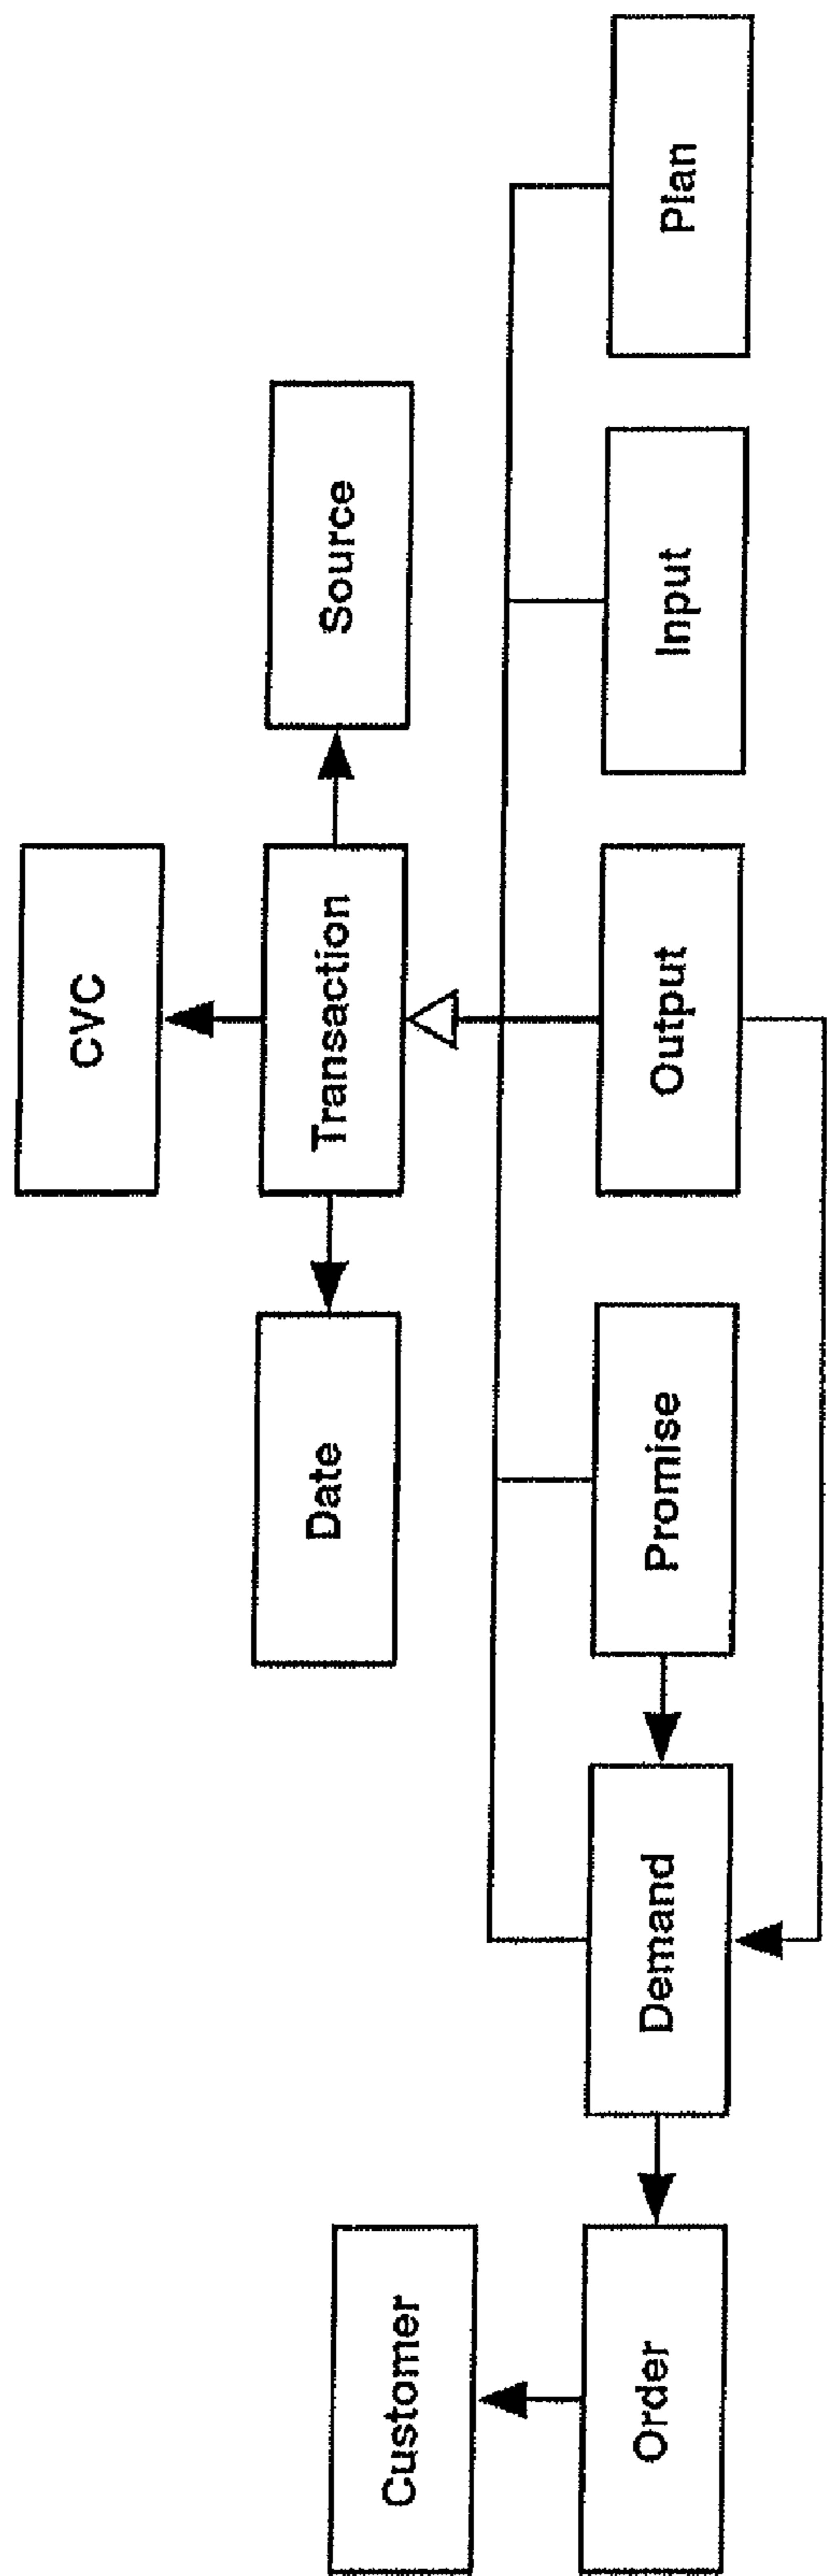 CVC
Date
Transaction
Source
Customer
Order
Demand
Promise
Output
Input
Plan